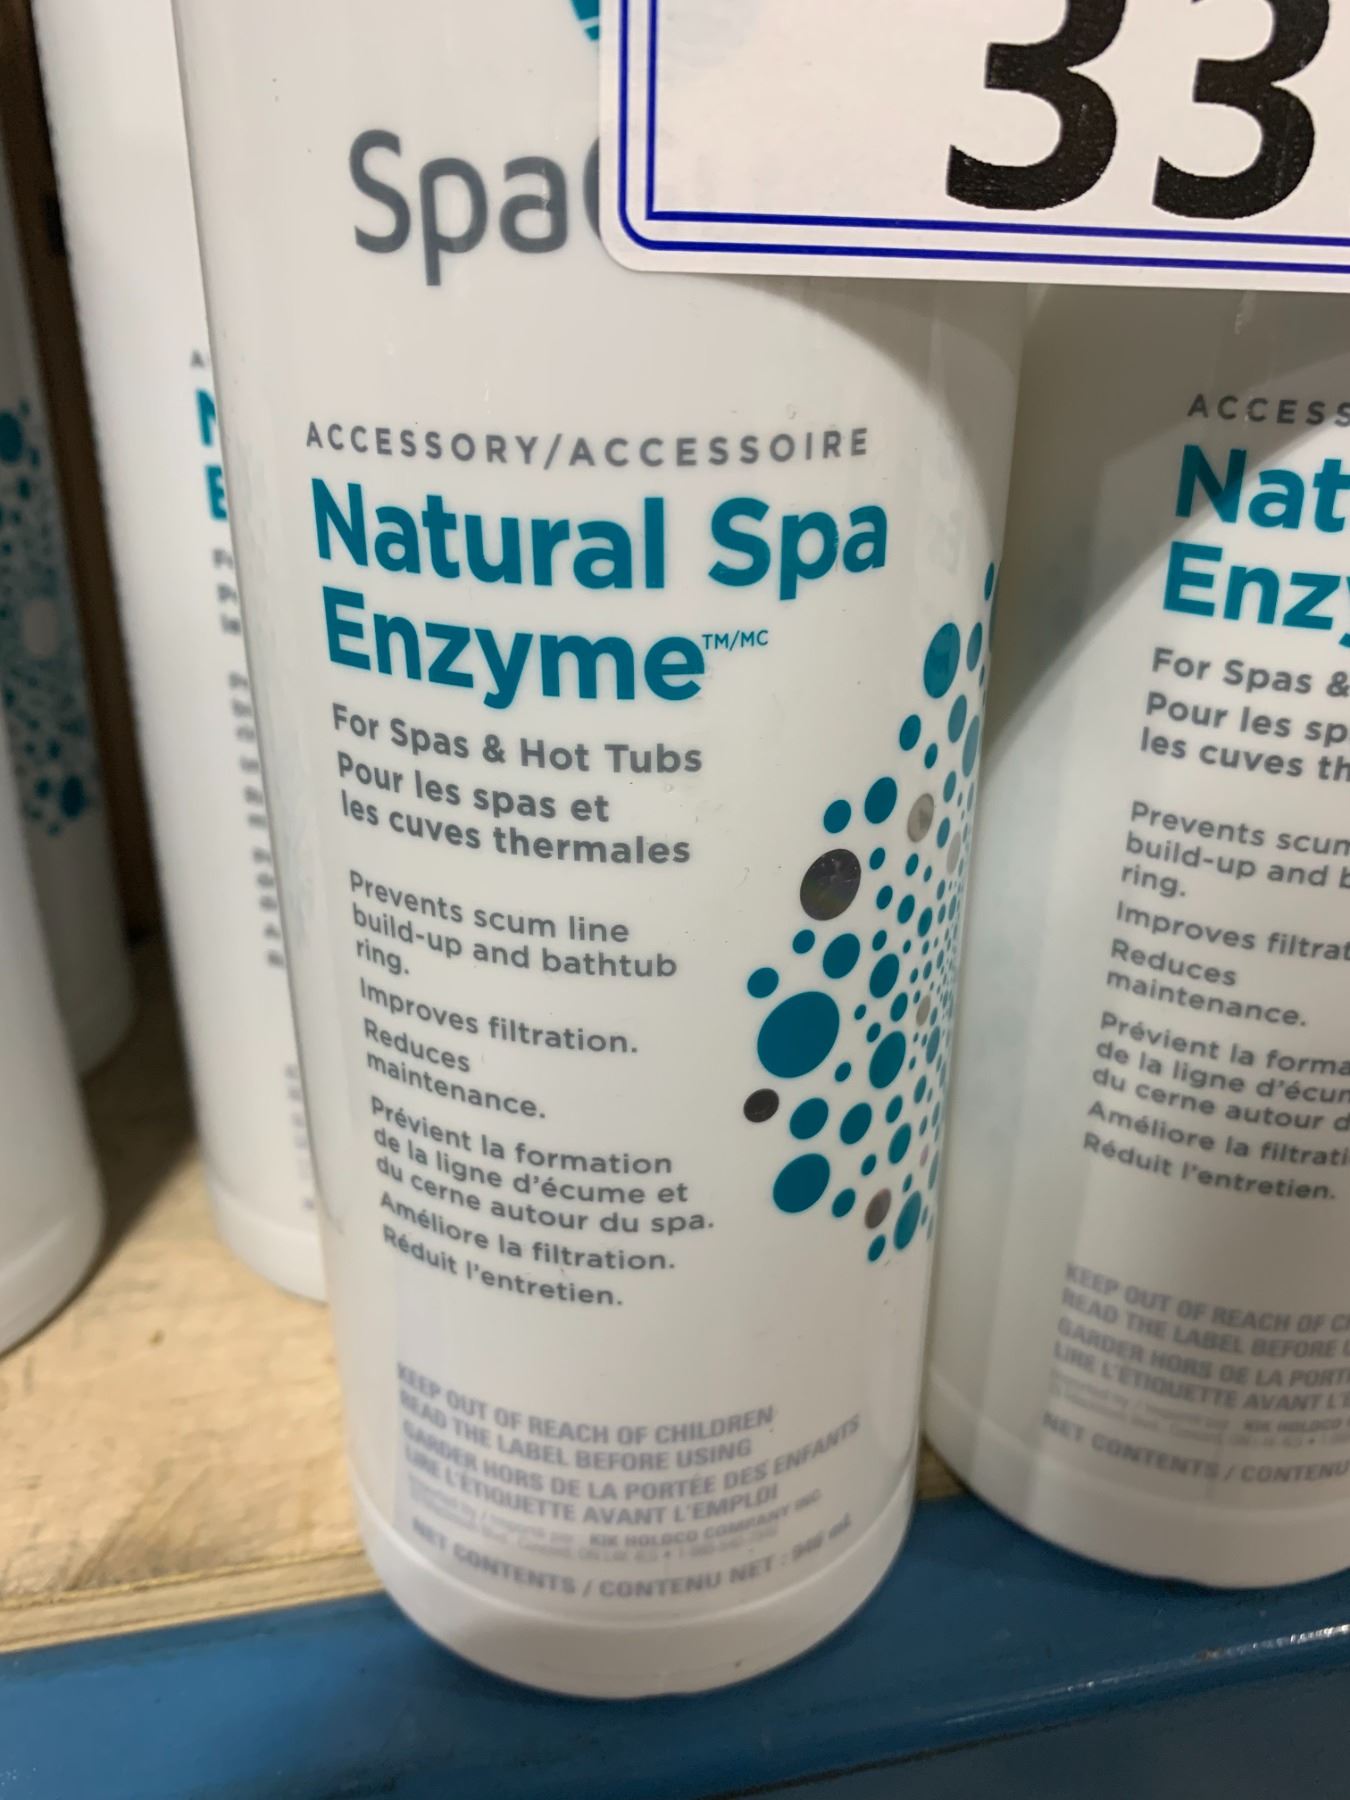 33
Spa
ACCESSORY/ACCESSOIRE
Natural Spa
Enzyme™/MC
For Spas & Hot Tubs
Pour les spas et
les cuves thermales
Prevents scum line
build-up and bathtub
ring.
Improves filtration.
Reduces
maintenance.
Prévient la formation
de la ligne d'écume et
du cerne autour du spa.
Améliore la filtration.
Réduit l'entretien.
KEEP OUT OF REACH OF CHILDREN
READ THE LABEL BEFORE USING
GARDER HORS DE LA PORTÉE DES ENFANTS
LIRE L'ÉTIQUETTE AVANT L'EMPLOI
KIK HOLDCO COMPANY INC.
NET CONTENTS / CONTENU NET : 946 mL
ACCESS
Nat
Enzy
For Spas &
Pour les sp
les cuves th
Prevents scum
build-up and b
ring.
Improves filtrat
Reduces
maintenance.
Prévient la forma
de la ligne d'écum
du cerne autour d
Améliore la filtrati
Réduit l'entretien.
KEEP OUT OF REACH OF C
READ THE LABEL BEFORE
GARDER HORS DE LA PORT
LIRE L'ÉTIQUETTE AVANT L'E
KIK HOLDCO
NET CONTENTS / CONTENU